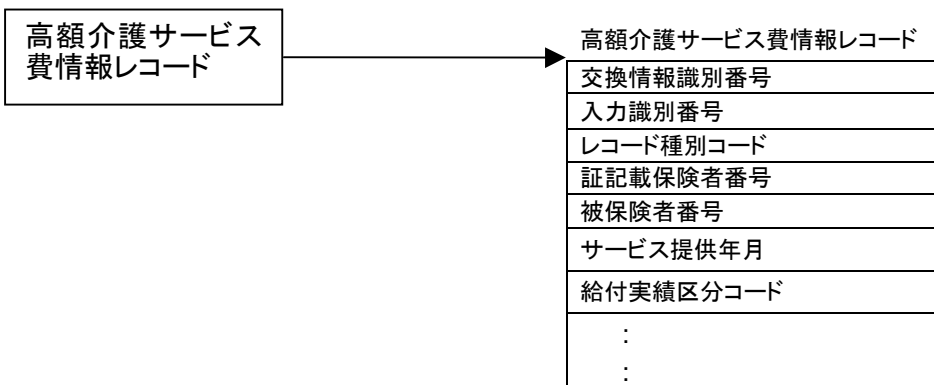 高額介護サービス
費情報レコード
高額介護サービス費情報レコード
交換情報識別番号
入力識別番号
レコード種別コード
証記載保険者番号
被保険者番号
サービス提供年月
給付実績区分コード
:
: